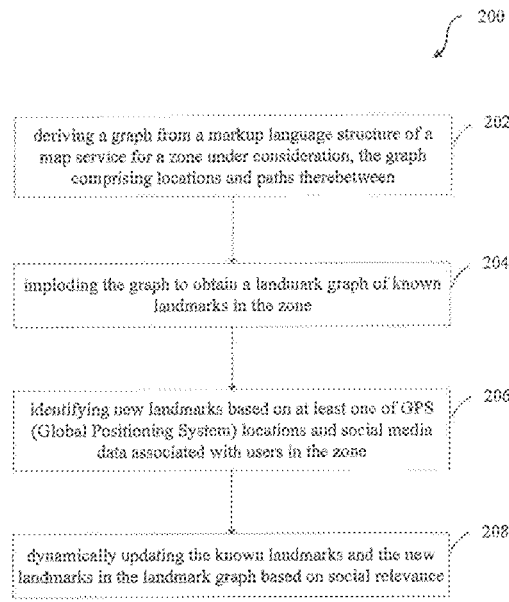 200
202
deriving a graph from a markup language structure of a
map service for a zone under consideration, the graph
comprising locations and paths therebetween
204
imploding the graph to obtain a landmark graph of known
landmarks in the zone
206
identifying new landmarks based on at least one of GPS
(Global Positioning System) locations and social media
data associated with users in the zone
208
dynamically updating the known landmarks and the new
landmarks in the landmark graph based on social relevance